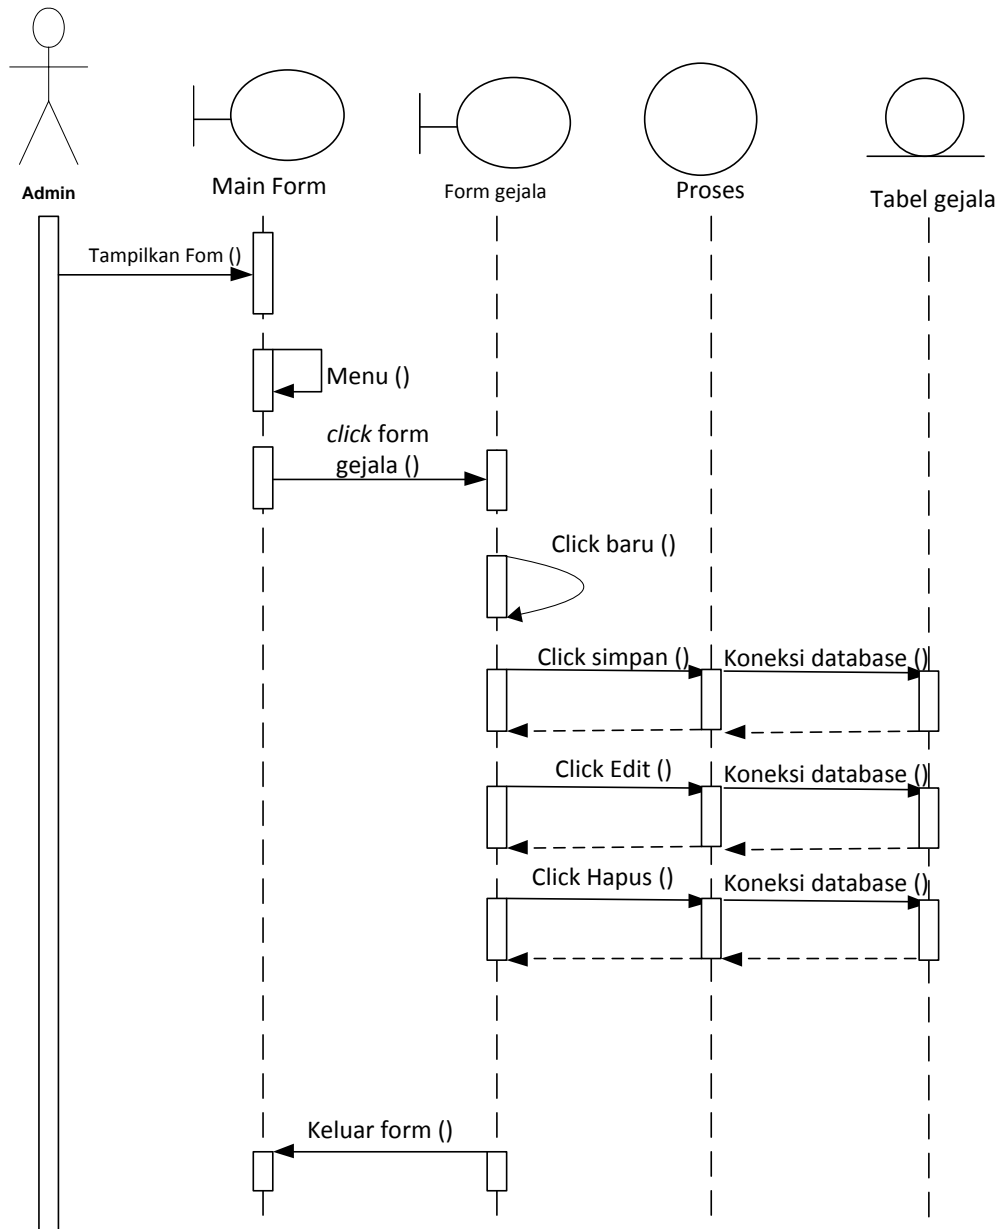 Admin
Main Form
Form gejala
Proses
Tabel gejala
Tampilkan Fom ()
Menu ()
click form
gejala ()
Click baru ()
Click simpan ()
Koneksi database ()
Click Edit ()
Koneksi database ()
Click Hapus ()
Koneksi database ()
Keluar form ()